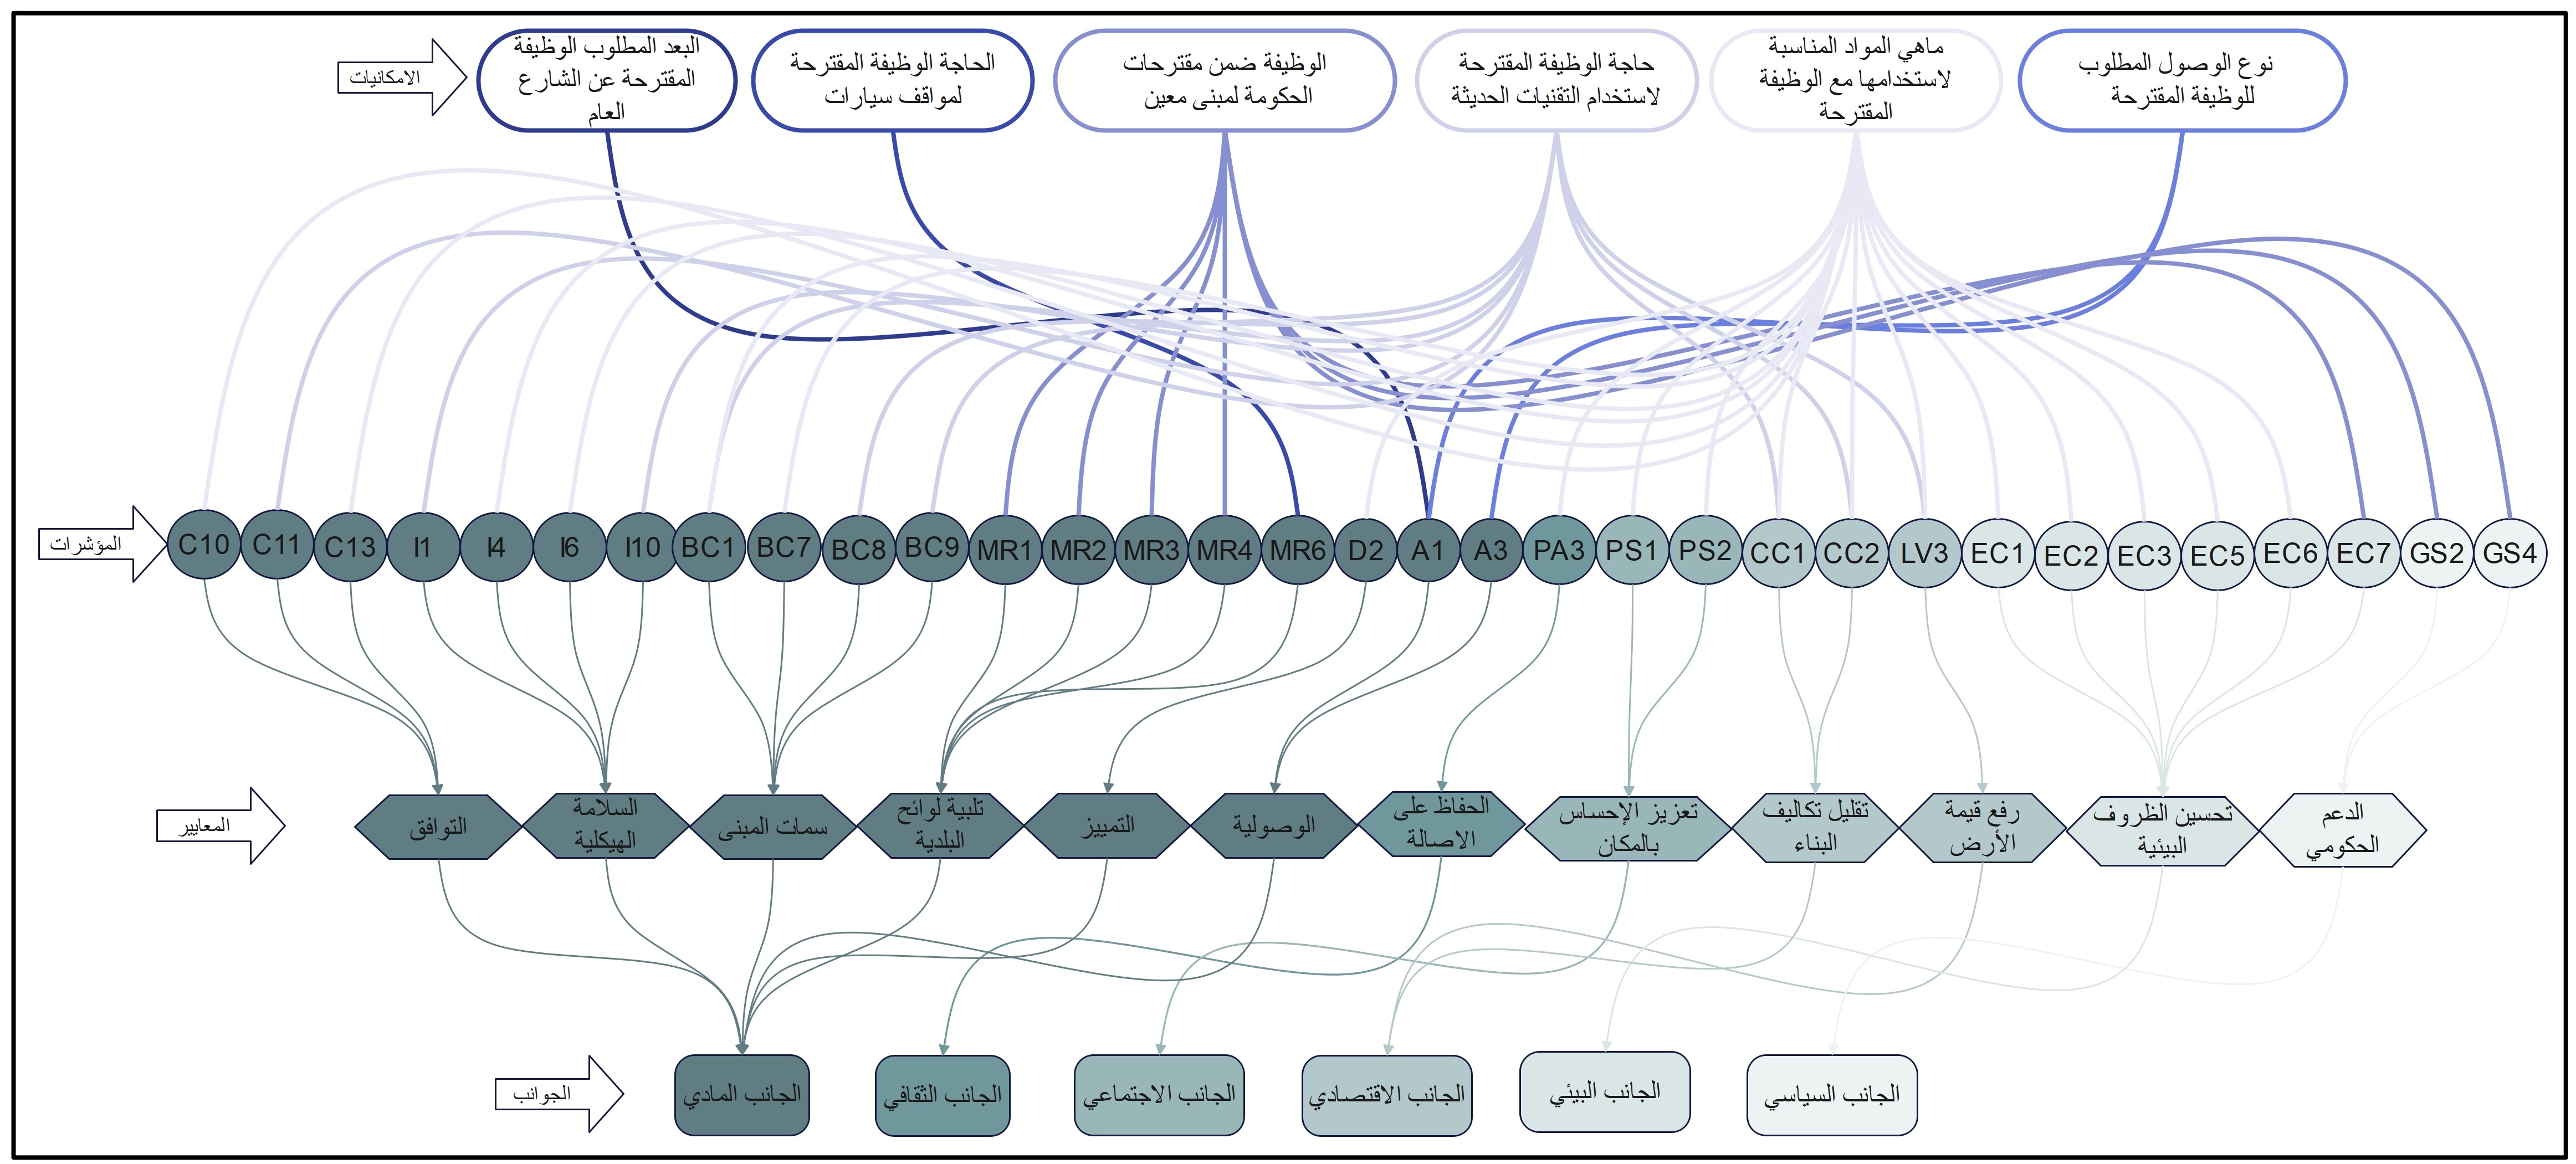 الامكانيات
البعد المطلوب الوظيفة
المقترحة عن الشارع
العام
الحاجة الوظيفة المقترحة
لمواقف سيارات
الوظيفة ضمن مقترحات
الحكومة لمبنى معين
حاجة الوظيفة المقترحة
لاستخدام التقنيات الحديثة
ماهي المواد المناسبة
لاستخدامها مع الوظيفة
المقترحة
نوع الوصول المطلوب
للوظيفة المقترحة
المؤشرات
C10
C11
C13
I1
I4
I6
I10
BC1
BC7
BC8
BC9
MR1
MR2
MR3
MR4
MR6
D2
A1
A3
PA3
PS1
PS2
CC1
CC2
LV3
EC1
EC2
EC3
EC5
EC6
EC7
GS2
GS4
المعايير
التوافق
السلامة
الهيكلية
سمات المبنى
تلبية لوائح
البلدية
التمييز
الوصولية
الحفاظ على
الاصالة
تعزيز الإحساس
بالمكان
تقليل تكاليف
البناء
رفع قيمة
الأرض
تحسين الظروف
البيئية
الدعم
الحكومي
الجوانب
الجانب المادي
الجانب الثقافي
الجانب الاجتماعي
الجانب الاقتصادي
الجانب البيئي
الجانب السياسي